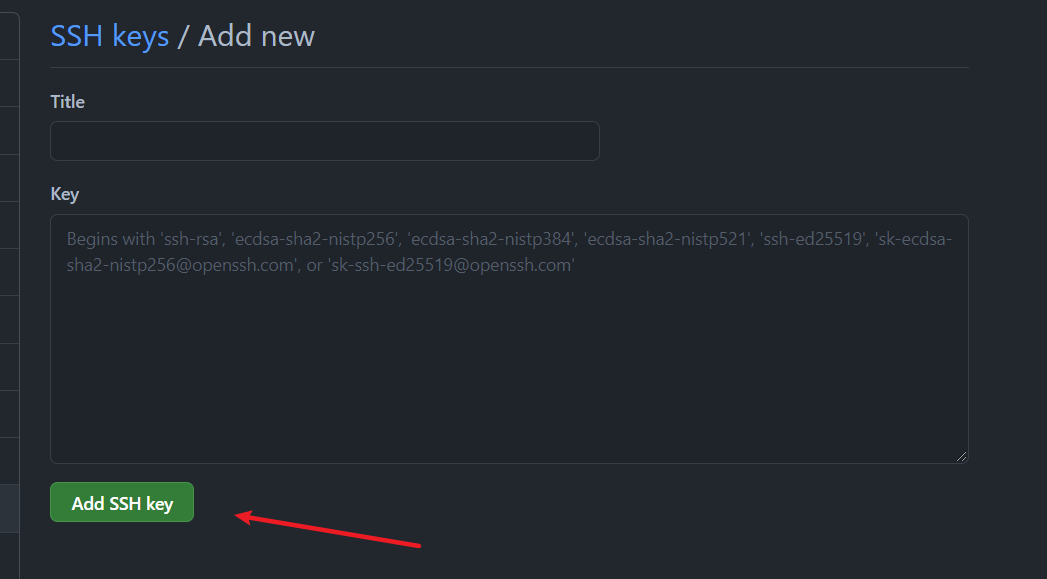 SSH keys / Add new
Title
Key
Begins with 'ssh-rsa', 'ecdsa-sha2-nistp256', 'ecdsa-sha2-nistp384', 'ecdsa-sha2-nistp521', 'ssh-ed25519', 'sk-ecdsa-
sha2-nistp256@openssh.com', or 'sk-ssh-ed25519@openssh.com'
Add SSH key